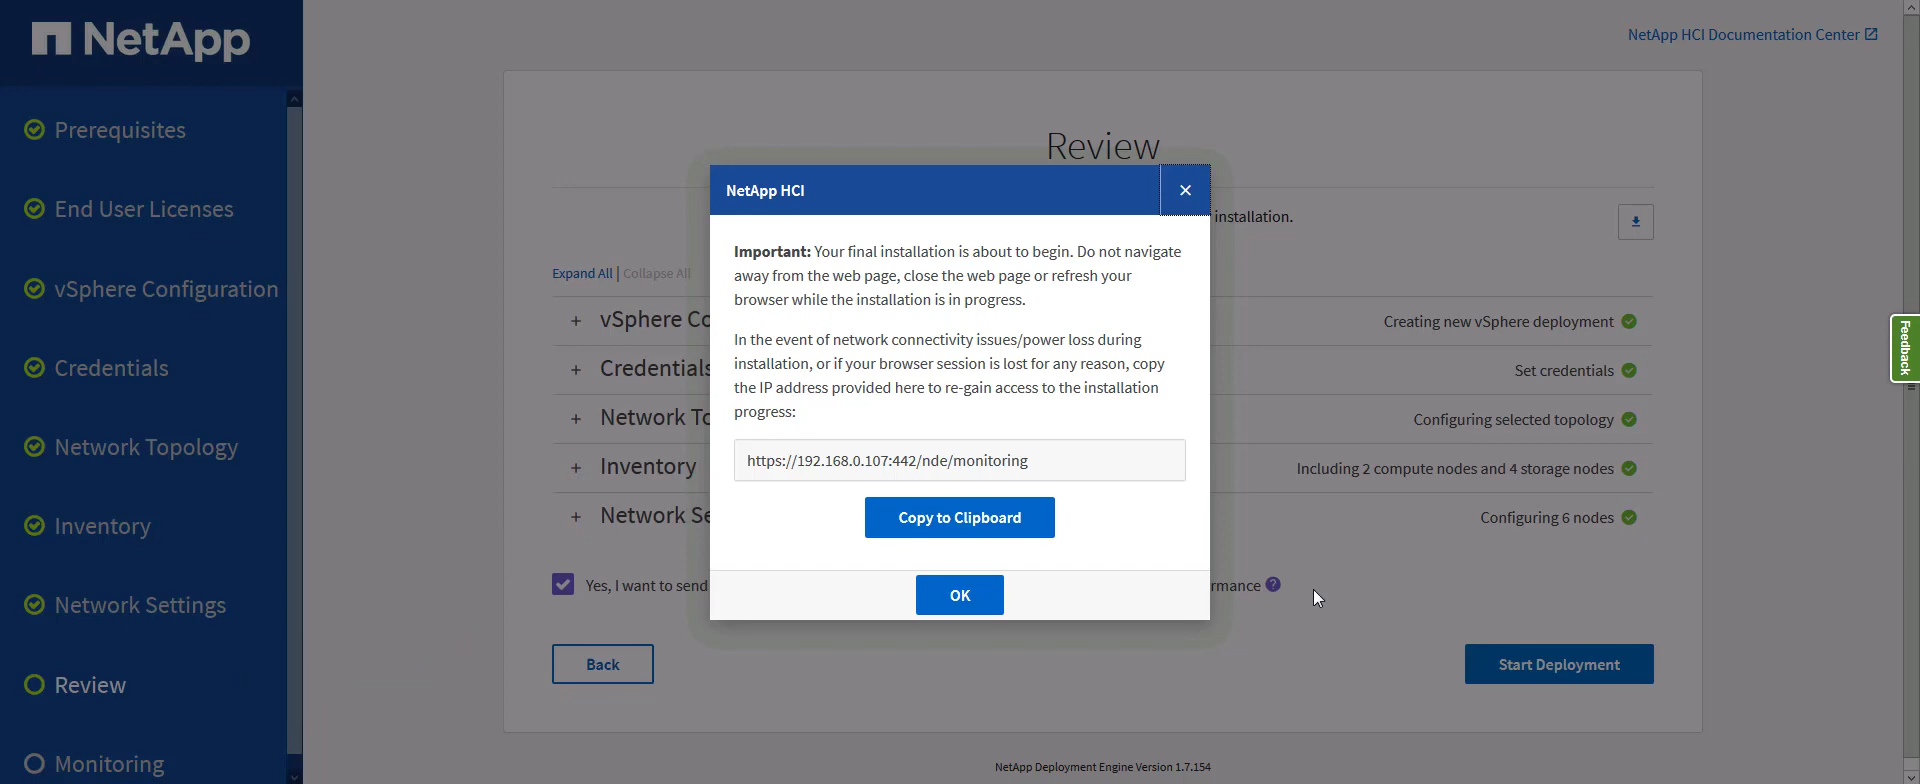 NetApp
Prerequisites
End User Licenses
vSphere Configuration
Credentials
Network Topology
Inventory
Network Settings
Review
Monitoring
NetApp HCI Documentation Center
Review
installation.
Expand All | Collapse All
+ vSphere Co
Creating new vSphere deployment
+ Credentials
Set credentials
+ Network To
Configuring selected topology
+ Inventory
Including 2 compute nodes and 4 storage nodes
+ Network Se
Configuring 6 nodes
Yes, I want to send
rmance ?
Back
Start Deployment
NetApp HCI
Important: Your final installation is about to begin. Do not navigate
away from the web page, close the web page or refresh your
browser while the installation is in progress.
In the event of network connectivity issues/power loss during
installation, or if your browser session is lost for any reason, copy
the IP address provided here to re-gain access to the installation
progress:
https://192.168.0.107:442/nde/monitoring
Copy to Clipboard
OK
Feedback
NetApp Deployment Engine Version 1.7.154